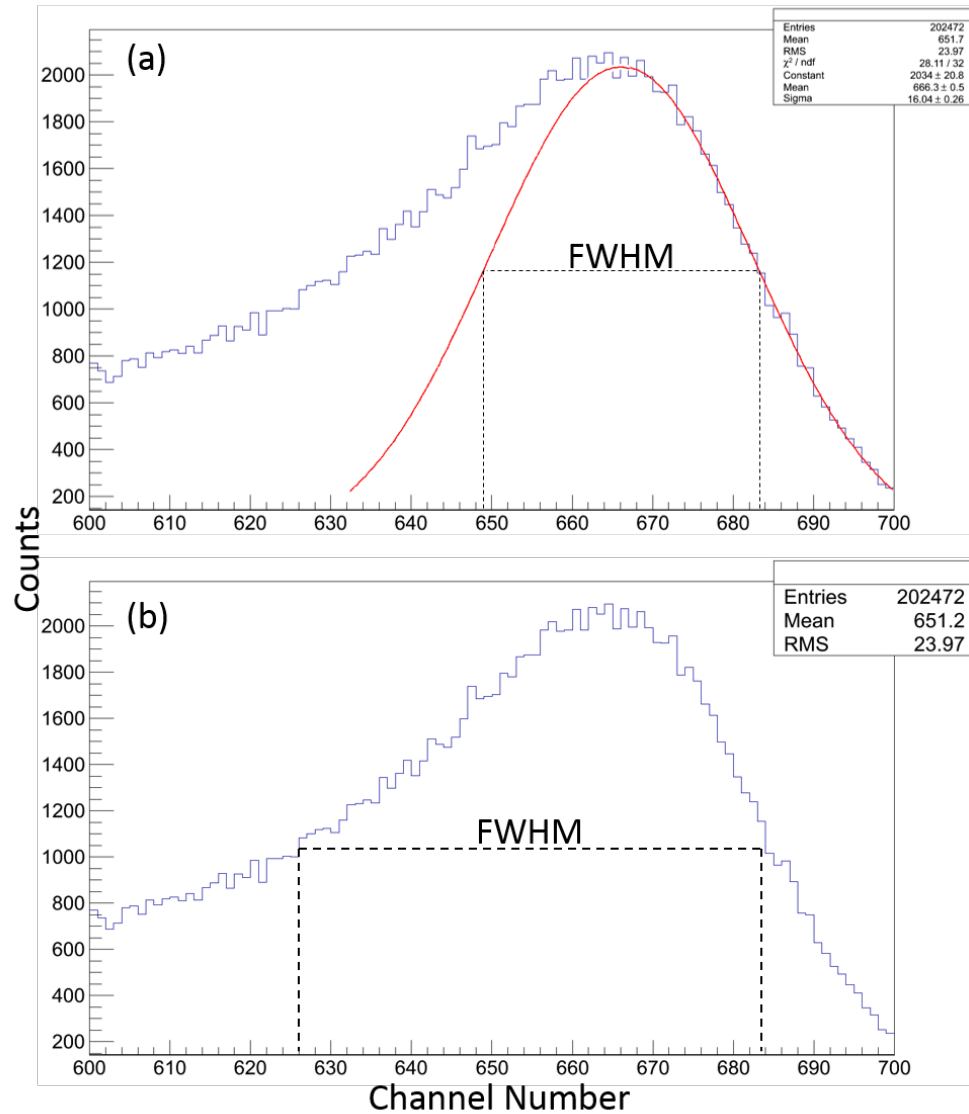 (a)
Entries 202472
Mean 651.7
RMS 23.97
χ² / ndf 28.11 / 32
Constant 2034 ± 20.8
Mean 666.3 ± 0.5
Sigma 16.04 ± 0.26
2000
1800
1600
1400
1200
1000
800
600
400
200
FWHM
600 610 620 630 640 650 660 670 680 690 700
Counts
(b)
Entries 202472
Mean 651.2
RMS 23.97
2000
1800
1600
1400
1200
1000
800
600
400
200
FWHM
600 610 620 630 640 650 660 670 680 690 700
Channel Number